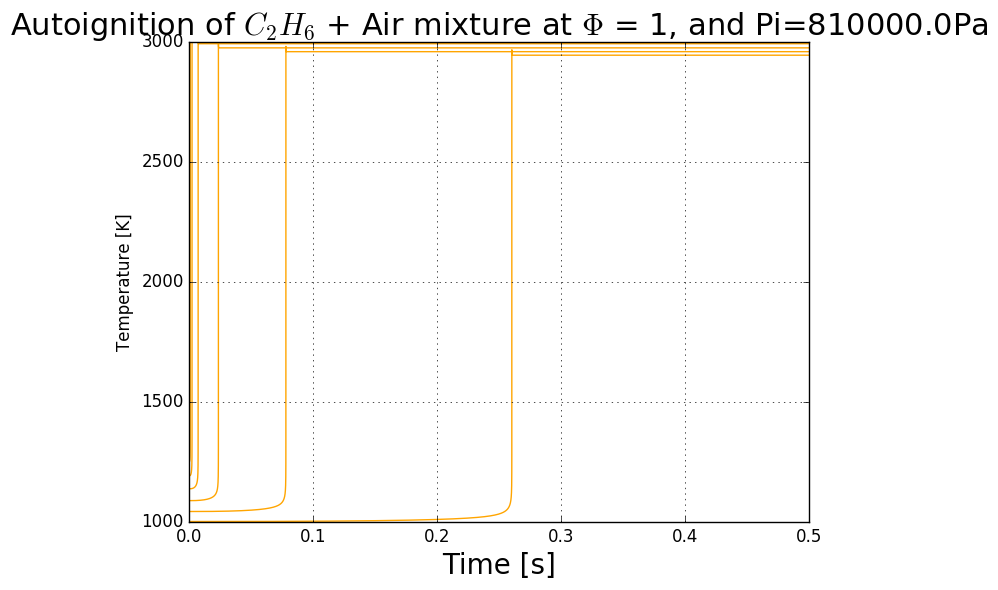 Autoignition of C₂H₆ + Air mixture at Φ = 1, and Pi=810000.0Pa
3000
2500
2000
1500
1000
Temperature [K]
0.0 0.1 0.2 0.3 0.4 0.5
Time [s]